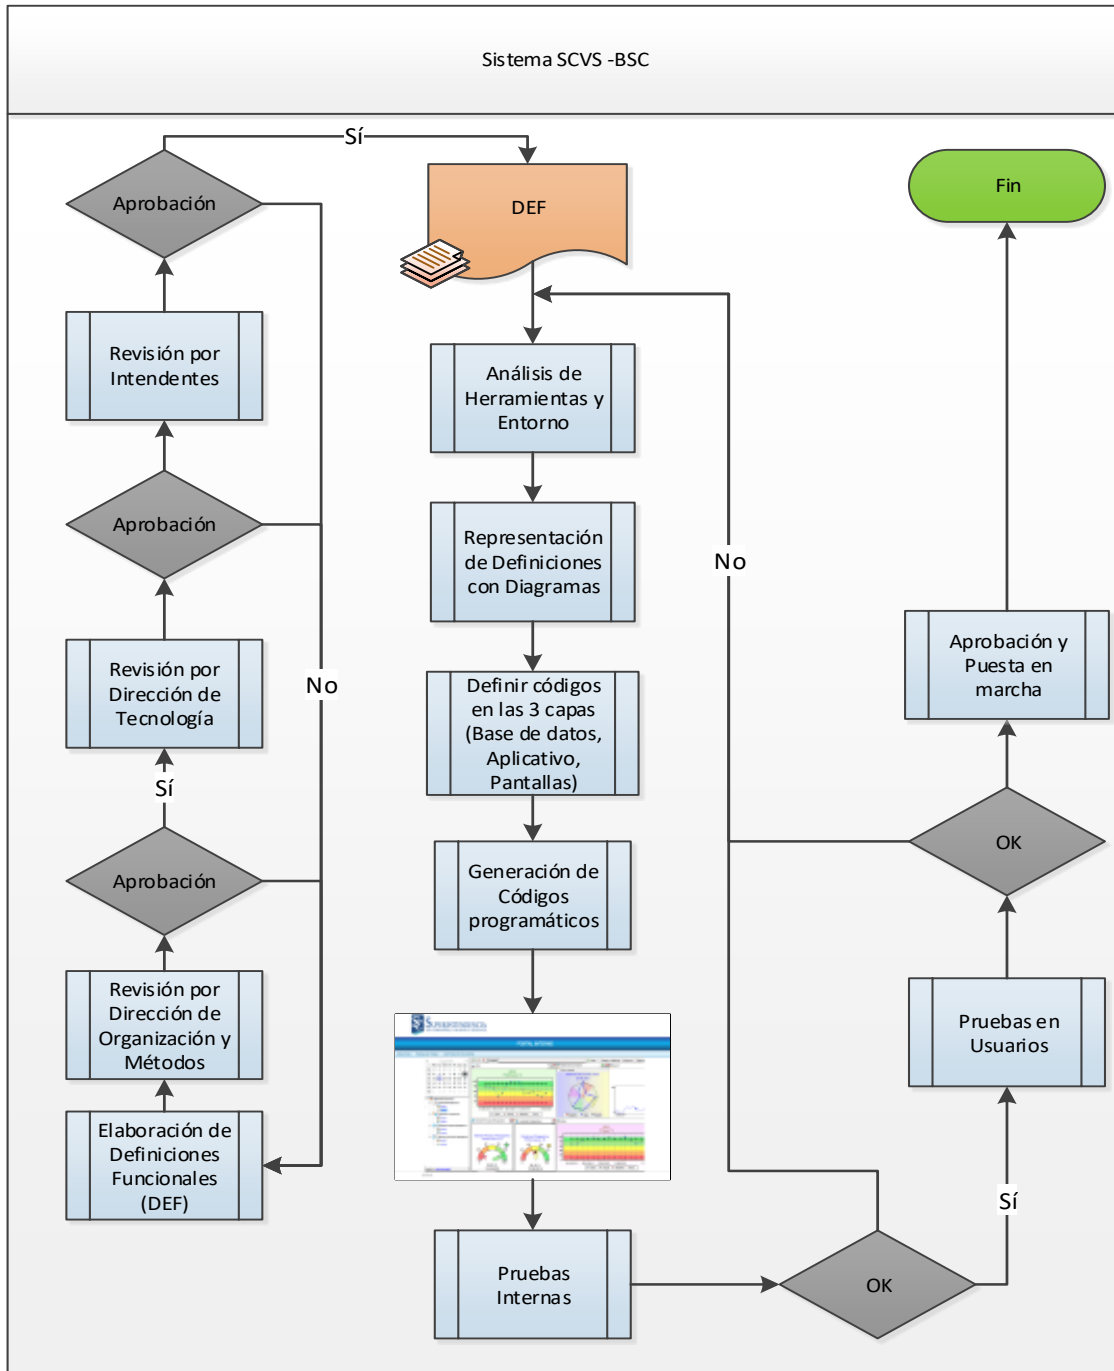 Sistema SCVS -BSC
Sí
Aprobación
Revisión por
Intendentes
Aprobación
Revisión por
Dirección de
Tecnología
No
Sí
Aprobación
Revisión por
Dirección de
Organización y
Métodos
Elaboración de
Definiciones
Funcionales
(DEF)
DEF
Análisis de
Herramientas y
Entorno
Representación
de Definiciones
con Diagramas
Definir códigos
en las 3 capas
(Base de datos,
Aplicativo,
Pantallas)
Generación de
Códigos
programáticos
SUPERINTENDENCIA
PORTAL INTERNO
Pruebas
Internas
No
OK
Sí
Pruebas en
Usuarios
OK
Aprobación y
Puesta en
marcha
Fin